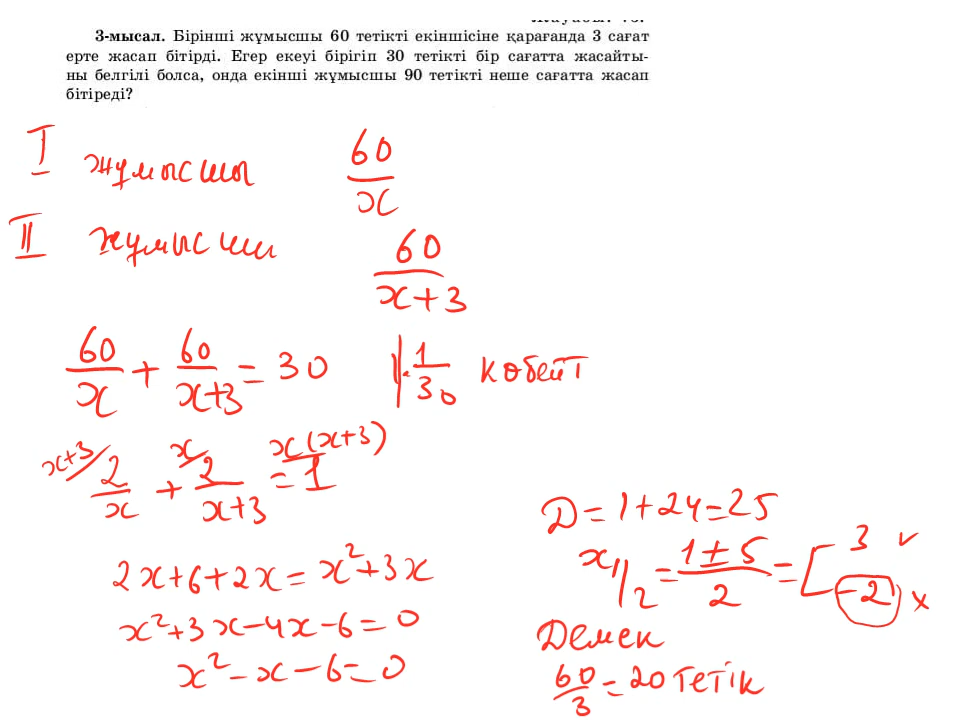 3-мысал. Бірінші жұмысшы 60 тетікті екіншісіне қарағанда 3 сағат
ерте жасап бітірді. Егер екеуі бірігіп 30 тетікті бір сағатта жасайты-
ны белгілі болса, онда екінші жұмысшы 90 тетікті неше сағатта жасап
бітіреді?
I жұмысшы 60/x
II жұмысшы 60/(x+3)
60/x + 60/(x+3) = 30 |·1/30 көбейт
x+3/ 2/x + x/ 2/(x+3) = 1 x(x+3)
2x+6+2x=x²+3x
x²+3x-4x-6=0
x²-x-6=0
D=1+24=25
x1/2 = (1±5)/2 = [3 ✓
-2 x
Демек
60/3=20 тетік